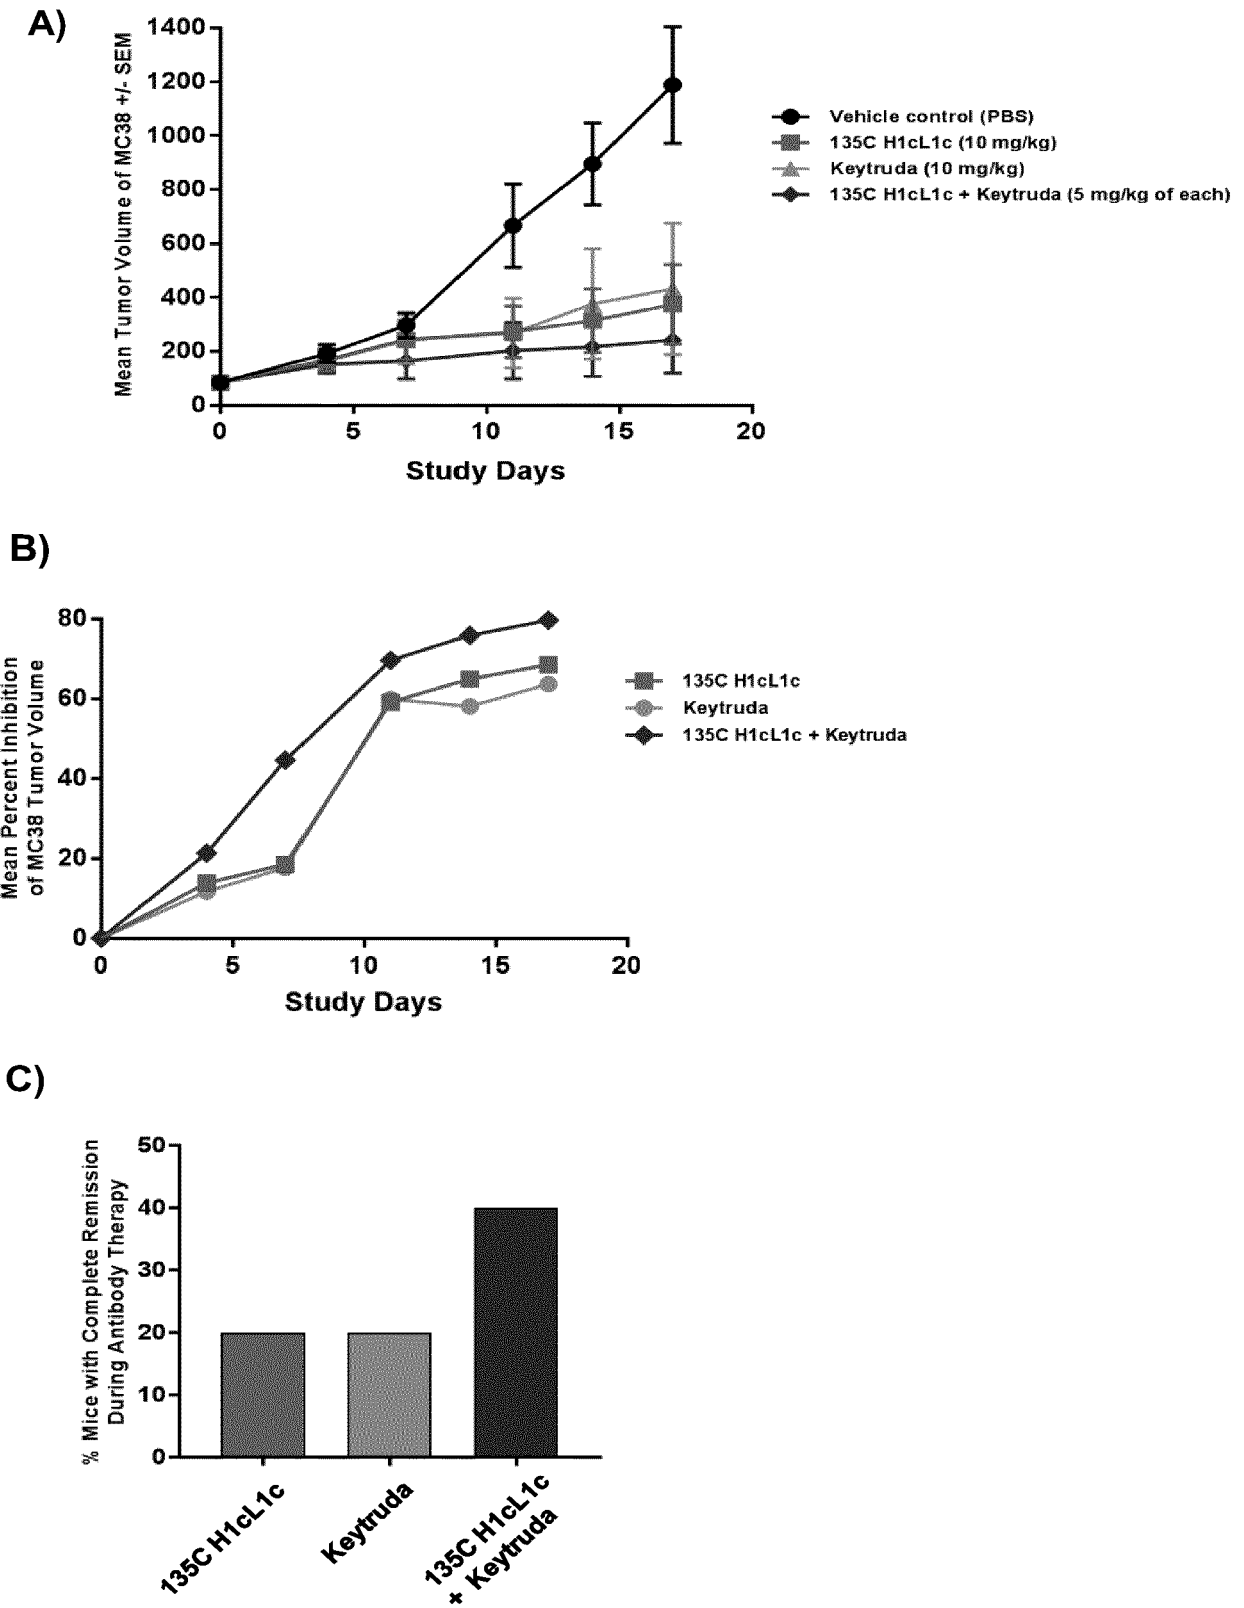 A)
Mean Tumor Volume of MC38 +/- SEM
1400
1200
1000
800
600
400
200
0
0 5 10 15 20
Study Days
Vehicle control (PBS)
135C H1cL1c (10 mg/kg)
Keytruda (10 mg/kg)
135C H1cL1c + Keytruda (5 mg/kg of each)
B)
Mean Percent Inhibition
of MC38 Tumor Volume
80
60
40
20
0
0 5 10 15 20
Study Days
135C H1cL1c
Keytruda
135C H1cL1c + Keytruda
C)
% Mice with Complete Remission
During Antibody Therapy
50
40
30
20
10
0
135C H1cL1c
Keytruda
135C H1cL1c
+ Keytruda